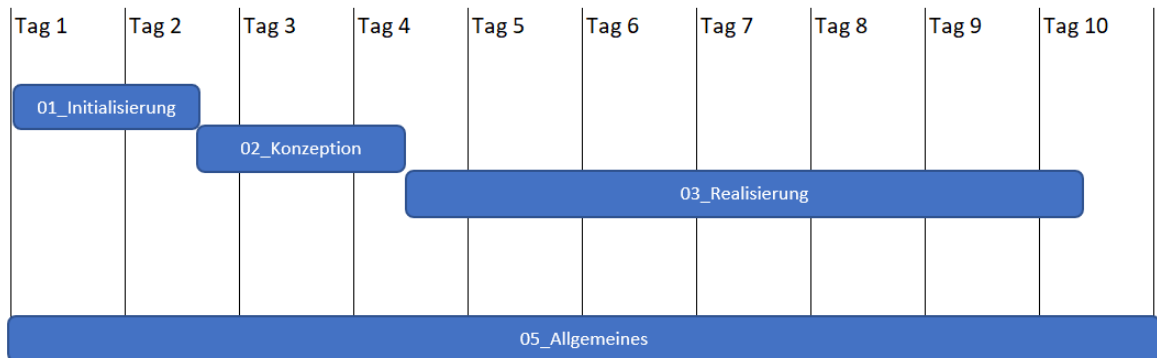 Tag 1 Tag 2 Tag 3 Tag 4 Tag 5 Tag 6 Tag 7 Tag 8 Tag 9 Tag 10
01_Initialisierung
02_Konzeption
03_Realisierung
05_Allgemeines